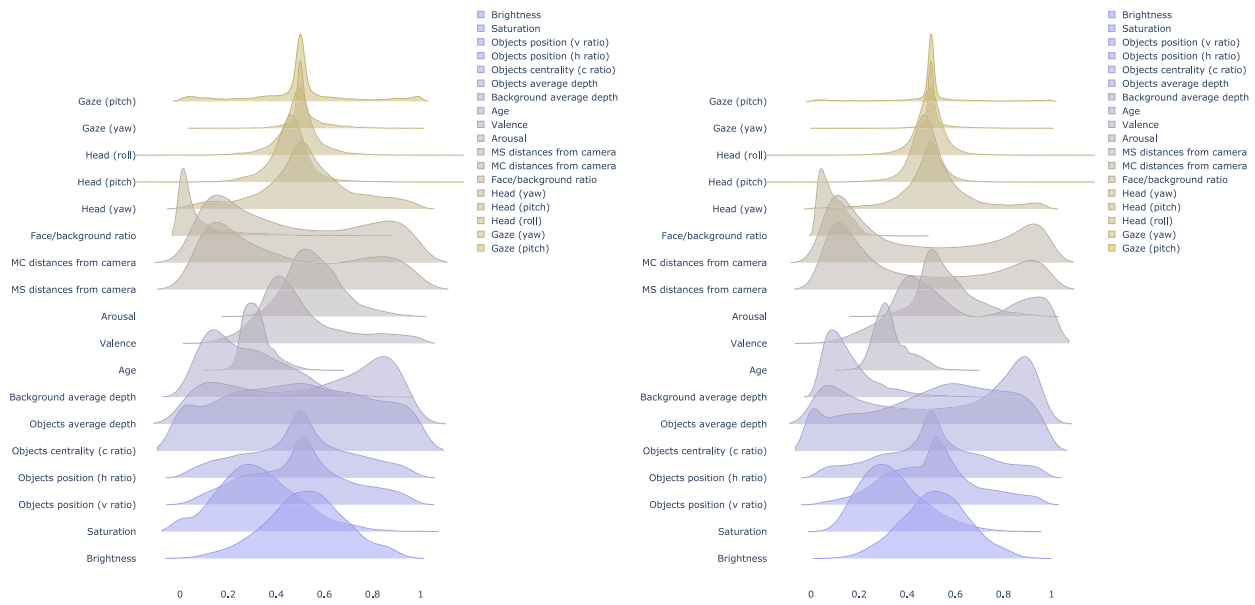 Brightness
Saturation
Objects position (v ratio)
Objects position (h ratio)
Objects centrality (c ratio)
Objects average depth
Background average depth
Age
Valence
Arousal
MS distances from camera
MC distances from camera
Face/background ratio
Head (yaw)
Head (pitch)
Head (roll)
Gaze (yaw)
Gaze (pitch)
Gaze (pitch)
Gaze (yaw)
Head (roll)
Head (pitch)
Head (yaw)
Face/background ratio
MC distances from camera
MS distances from camera
Arousal
Valence
Age
Background average depth
Objects average depth
Objects centrality (c ratio)
Objects position (h ratio)
Objects position (v ratio)
Saturation
Brightness
0 0.2 0.4 0.6 0.8 1
Brightness
Saturation
Objects position (v ratio)
Objects position (h ratio)
Objects centrality (c ratio)
Objects average depth
Background average depth
Age
Valence
Arousal
MS distances from camera
MC distances from camera
Face/background ratio
Head (yaw)
Head (pitch)
Head (roll)
Gaze (yaw)
Gaze (pitch)
Gaze (pitch)
Gaze (yaw)
Head (roll)
Head (pitch)
Head (yaw)
Face/background ratio
MC distances from camera
MS distances from camera
Arousal
Valence
Age
Background average depth
Objects average depth
Objects centrality (c ratio)
Objects position (h ratio)
Objects position (v ratio)
Saturation
Brightness
0 0.2 0.4 0.6 0.8 1